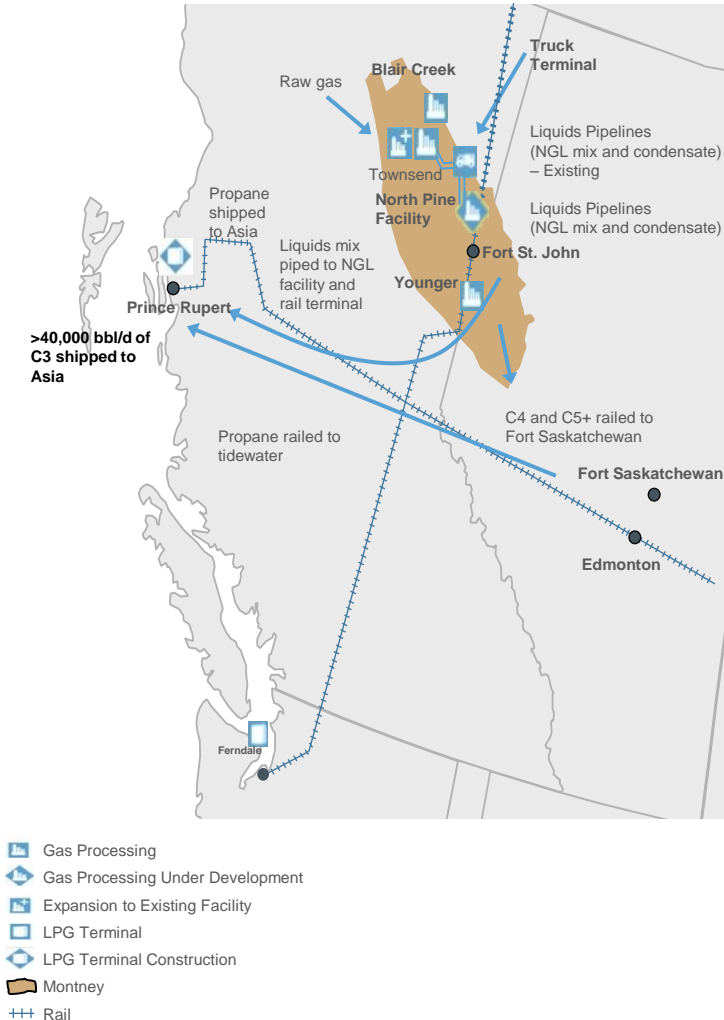 Truck
Terminal
Blair Creek
Raw gas
Liquids Pipelines
(NGL mix and condensate)
– Existing
Townsend
Propane
shipped
to Asia
North Pine
Facility
Liquids Pipelines
(NGL mix and condensate)
Liquids mix
piped to NGL
facility and
rail terminal
Fort St. John
Younger
Prince Rupert
>40,000 bbl/d of
C3 shipped to
Asia
C4 and C5+ railed to
Fort Saskatchewan
Propane railed to
tidewater
Fort Saskatchewan
Edmonton
Ferndale
Gas Processing
Gas Processing Under Development
Expansion to Existing Facility
LPG Terminal
LPG Terminal Construction
Montney
Rail